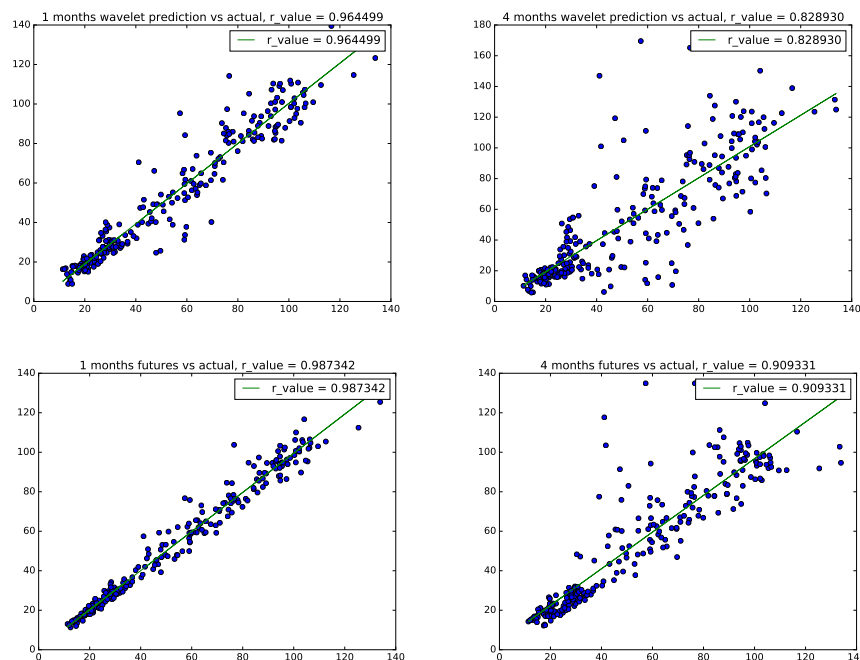 1 months wavelet prediction vs actual, r_value = 0.964499
r_value = 0.964499
140
120
100
80
60
40
20
0
0 20 40 60 80 100 120 140
4 months wavelet prediction vs actual, r_value = 0.828930
r_value = 0.828930
180
160
140
120
100
80
60
40
20
0
0 20 40 60 80 100 120 140
1 months futures vs actual, r_value = 0.987342
r_value = 0.987342
140
120
100
80
60
40
20
0
0 20 40 60 80 100 120 140
4 months futures vs actual, r_value = 0.909331
r_value = 0.909331
140
120
100
80
60
40
20
0
0 20 40 60 80 100 120 140